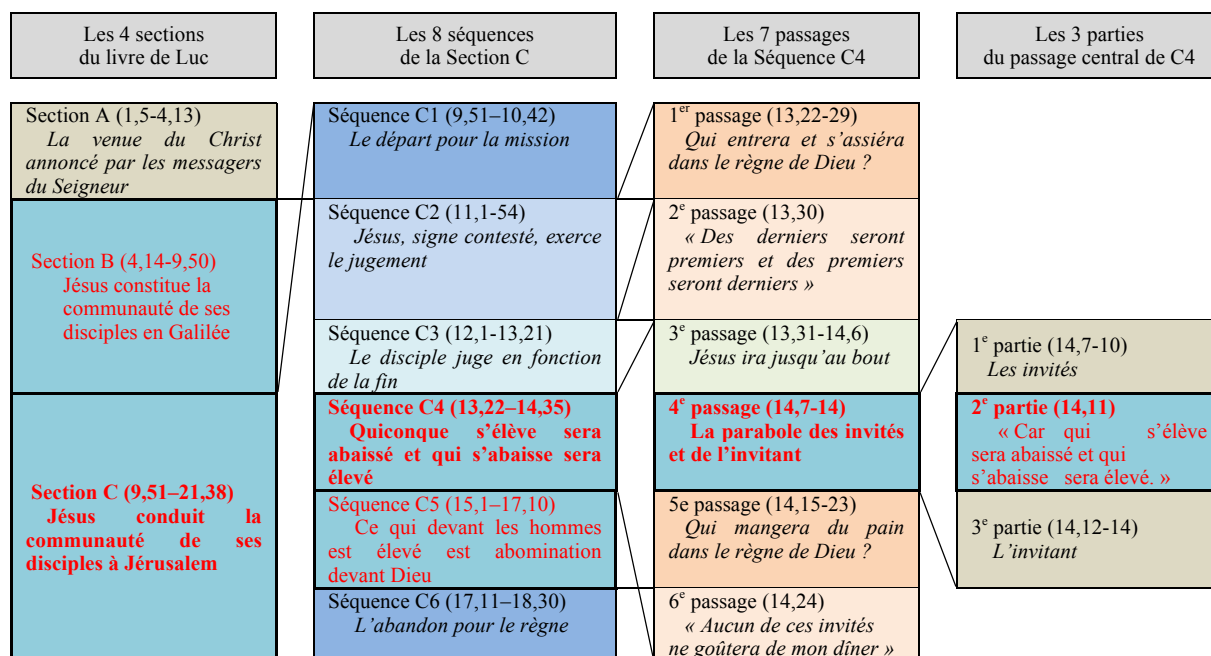 Les 4 sections
du livre de Luc
Les 8 séquences
de la Section C
Les 7 passages
de la Séquence C4
Les 3 parties
du passage central de C4
Section A (1,5-4,13)
La venue du Christ
annoncé par les messagers
du Seigneur
Section B (4,14-9,50)
Jésus constitue la
communauté de ses
disciples en Galilée
Section C (9,51–21,38)
Jésus conduit la
communauté de ses
disciples à Jérusalem
Séquence C1 (9,51–10,42)
Le départ pour la mission
Séquence C2 (11,1-54)
Jésus, signe contesté, exerce
le jugement
Séquence C3 (12,1-13,21)
Le disciple juge en fonction
de la fin
Séquence C4 (13,22–14,35)
Quiconque s’élève sera
abaissé et qui s’abaisse sera
élevé
Séquence C5 (15,1–17,10)
Ce qui devant les hommes
est élevé est abomination
devant Dieu
Séquence C6 (17,11–18,30)
L’abandon pour le règne
1er passage (13,22-29)
Qui entrera et s’assiéra
dans le règne de Dieu ?
2e passage (13,30)
« Des derniers seront
premiers et des premiers
seront derniers »
3e passage (13,31-14,6)
Jésus ira jusqu’au bout
4e passage (14,7-14)
La parabole des invités
et de l’invitant
5e passage (14,15-23)
Qui mangera du pain
dans le règne de Dieu ?
6e passage (14,24)
« Aucun de ces invités
ne goûtera de mon dîner »
1e partie (14,7-10)
Les invités
2e partie (14,11)
« Car qui s’élève
sera abaissé et qui
s’abaisse sera élevé. »
3e partie (14,12-14)
L’invitant